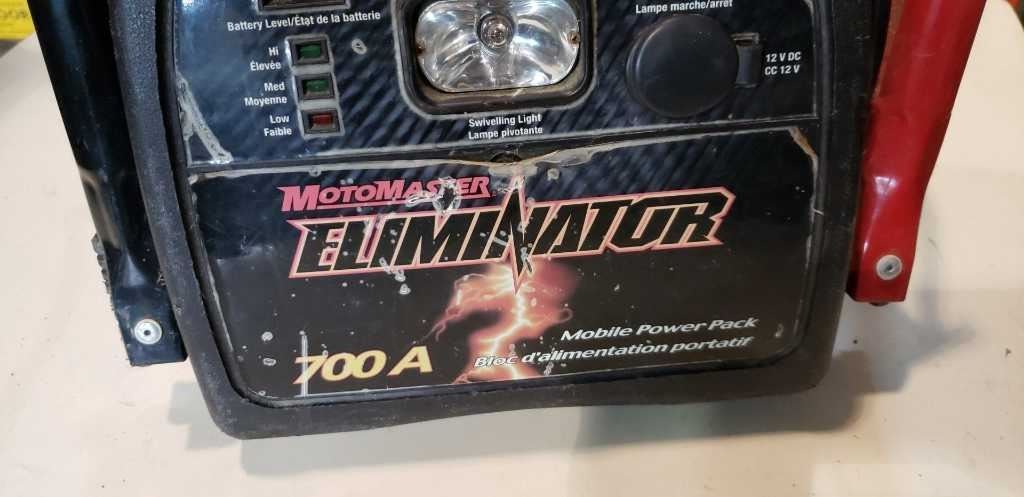 Battery Level/État de la batterie
Hi
Élevée
Med
Moyenne
Low
Faible
Swivelling Light
Lampe pivotante
Lampe marche/arrêt
12 V DC
CC 12 V
MOTOMASTER
ELIMINATOR
700 A
Mobile Power Pack
Bloc d'alimentation portatif